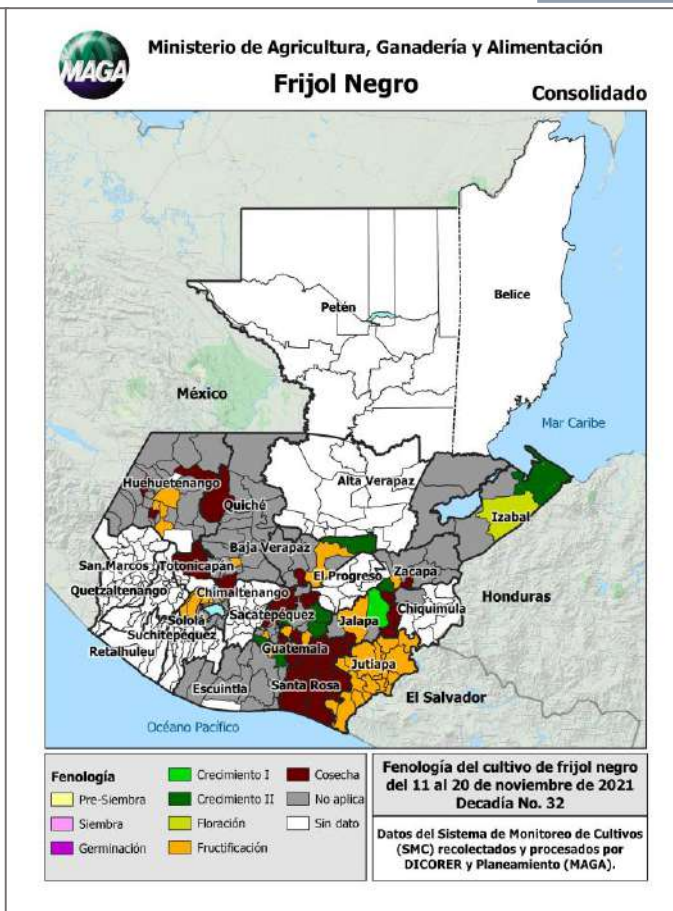 MAGA
Ministerio de Agricultura, Ganadería y Alimentación
Frijol Negro
Consolidado
Petén
Belice
México
Mar Caribe
Alta Verapaz
Huehuetenango
Quiché
Izabal
Baja Verapaz
San Marcos
Totonicapán
El Progreso
Zacapa
Quetzaltenango
Chimaltenango
Honduras
Sololá
Sacatepéquez
Jalapa
Chiquimula
Suchitepéquez
Retalhuleu
Guatemala
Jutiapa
Escuintla
Santa Rosa
El Salvador
Océano Pacífico
Fenología
Pre-Siembra
Siembra
Germinación
Crecimiento I
Crecimiento II
Floración
Fructificación
Cosecha
No aplica
Sin dato
Fenología del cultivo de frijol negro
del 11 al 20 de noviembre de 2021
Decadía No. 32
Datos del Sistema de Monitoreo de Cultivos
(SMC) recolectados y procesados por
DICORER y Planeamiento (MAGA).